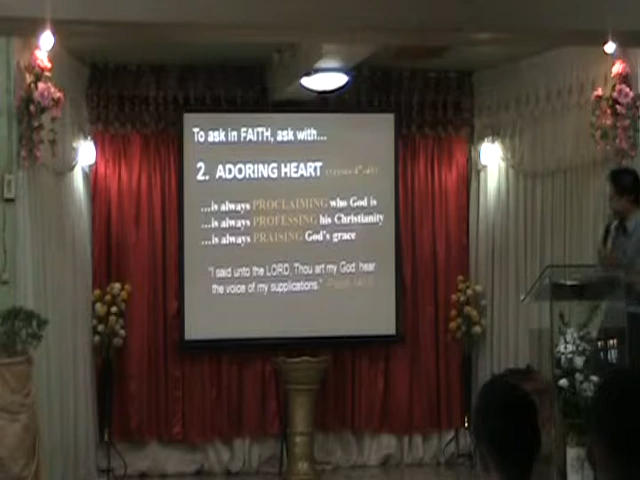 To ask in FAITH, ask with...
2. ADORING HEART
...is always PROCLAIMING who God is
...is always PROFESSING his Christianity
...is always PRAISING God's grace
"I said unto the LORD, Thou art my God: hear
the voice of my supplications."